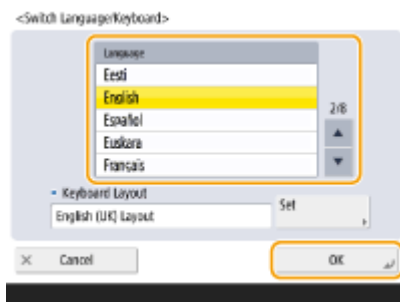 <Switch Language/Keyboard>
Language
Eesti
English
Español
Euskara
Français
2/8
Keyboard Layout
English (UK) Layout
Set
Cancel
OK